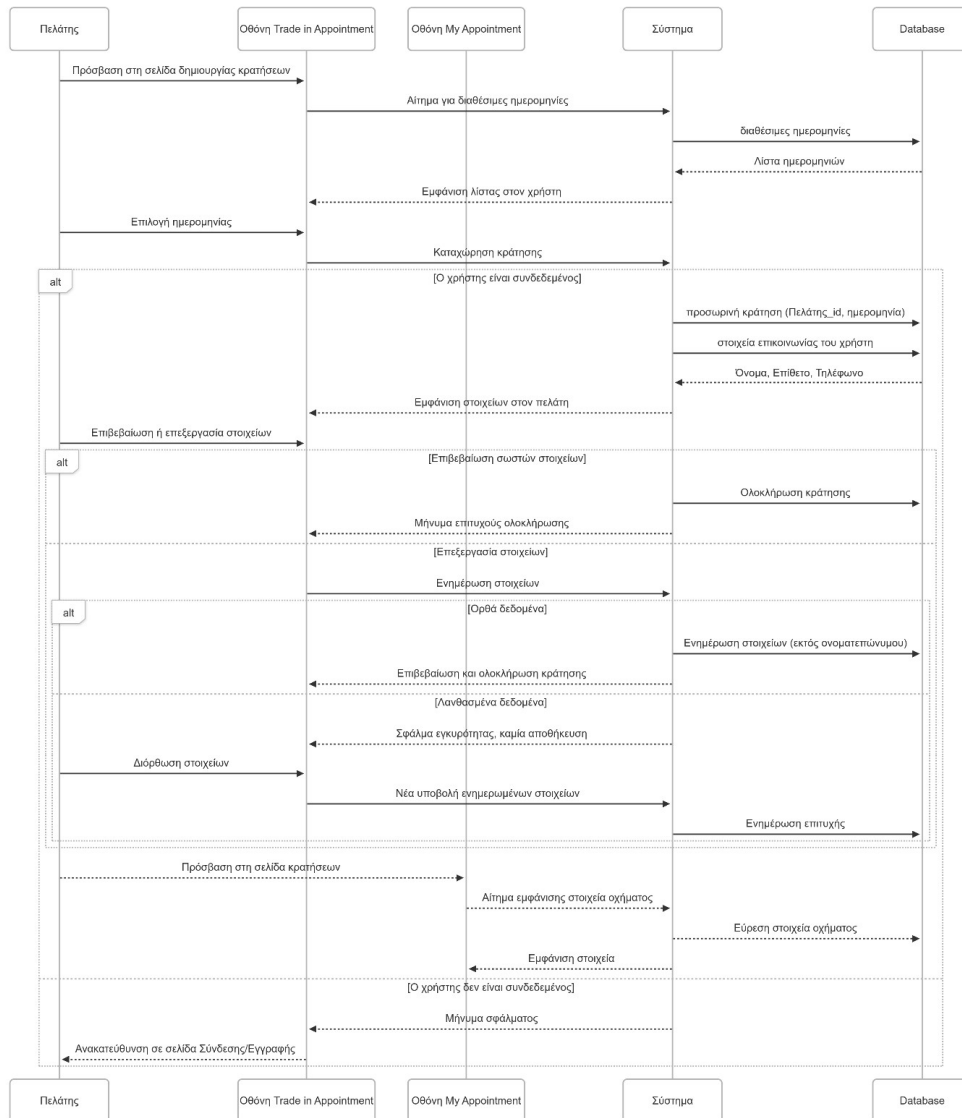 Πελάτης
Οθόνη Trade in Appointment
Οθόνη My Appointment
Σύστημα
Database
Πρόσβαση στη σελίδα δημιουργίας κρατήσεων
Αίτημα για διαθέσιμες ημερομηνίες
διαθέσιμες ημερομηνίες
Λίστα ημερομηνιών
Εμφάνιση λίστας στον χρήστη
Επιλογή ημερομηνίας
Καταχώρηση κράτησης
alt
[Ο χρήστης είναι συνδεδεμένος]
προσωρινή κράτηση (Πελάτης_id, ημερομηνία)
στοιχεία επικοινωνίας του χρήστη
Όνομα, Επίθετο, Τηλέφωνο
Εμφάνιση στοιχείων στον πελάτη
Επιβεβαίωση ή επεξεργασία στοιχείων
alt
[Επιβεβαίωση σωστών στοιχείων]
Ολοκλήρωση κράτησης
Μήνυμα επιτυχούς ολοκλήρωσης
[Επεξεργασία στοιχείων]
Ενημέρωση στοιχείων
alt
[Ορθά δεδομένα]
Ενημέρωση στοιχείων (εκτός ονοματεπώνυμου)
Επιβεβαίωση και ολοκλήρωση κράτησης
[Λανθασμένα δεδομένα]
Σφάλμα εγκυρότητας, καμία αποθήκευση
Διόρθωση στοιχείων
Νέα υποβολή ενημερωμένων στοιχείων
Ενημέρωση επιτυχής
Πρόσβαση στη σελίδα κρατήσεων
Αίτημα εμφάνισης στοιχεία οχήματος
Εύρεση στοιχεία οχήματος
Εμφάνιση στοιχεία
[Ο χρήστης δεν είναι συνδεδεμένος]
Μήνυμα σφάλματος
Ανακατεύθυνση σε σελίδα Σύνδεσης/Εγγραφής
Πελάτης
Οθόνη Trade in Appointment
Οθόνη My Appointment
Σύστημα
Database